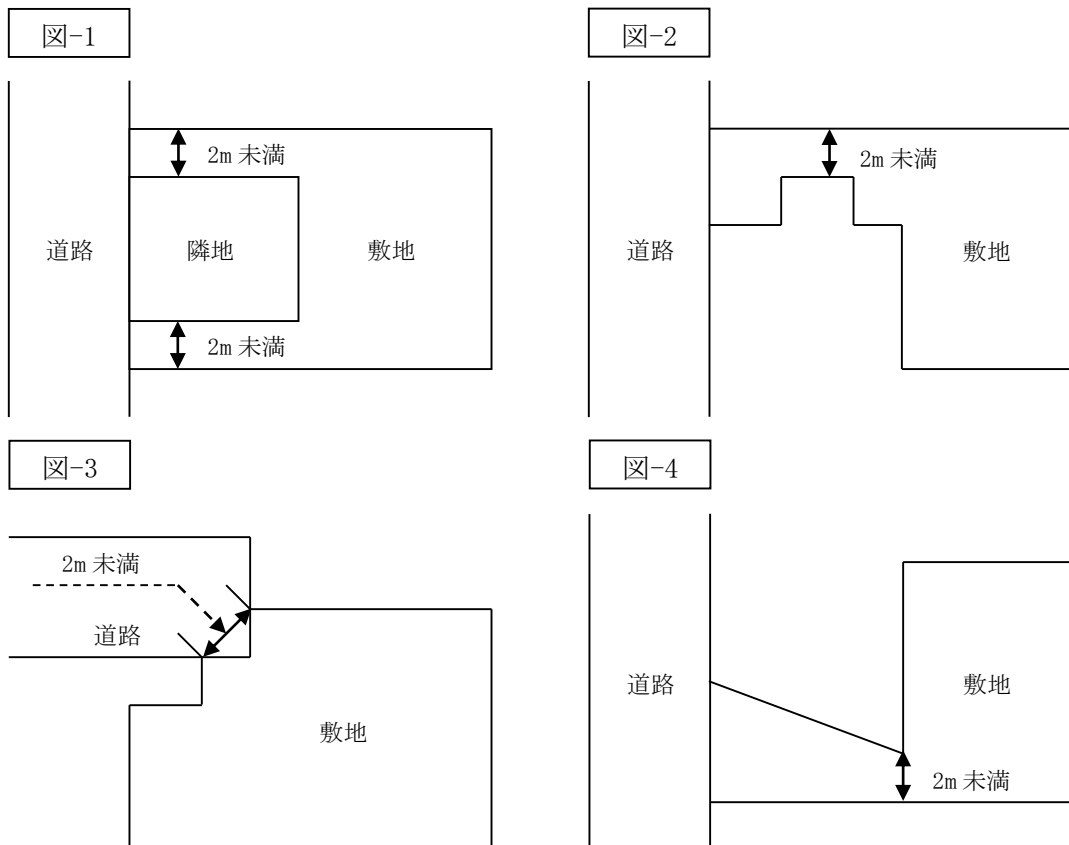 図-1
2m 未満
道路
隣地
敷地
2m 未満
図-2
2m 未満
道路
敷地
図-3
2m 未満
道路
敷地
図-4
道路
敷地
2m 未満